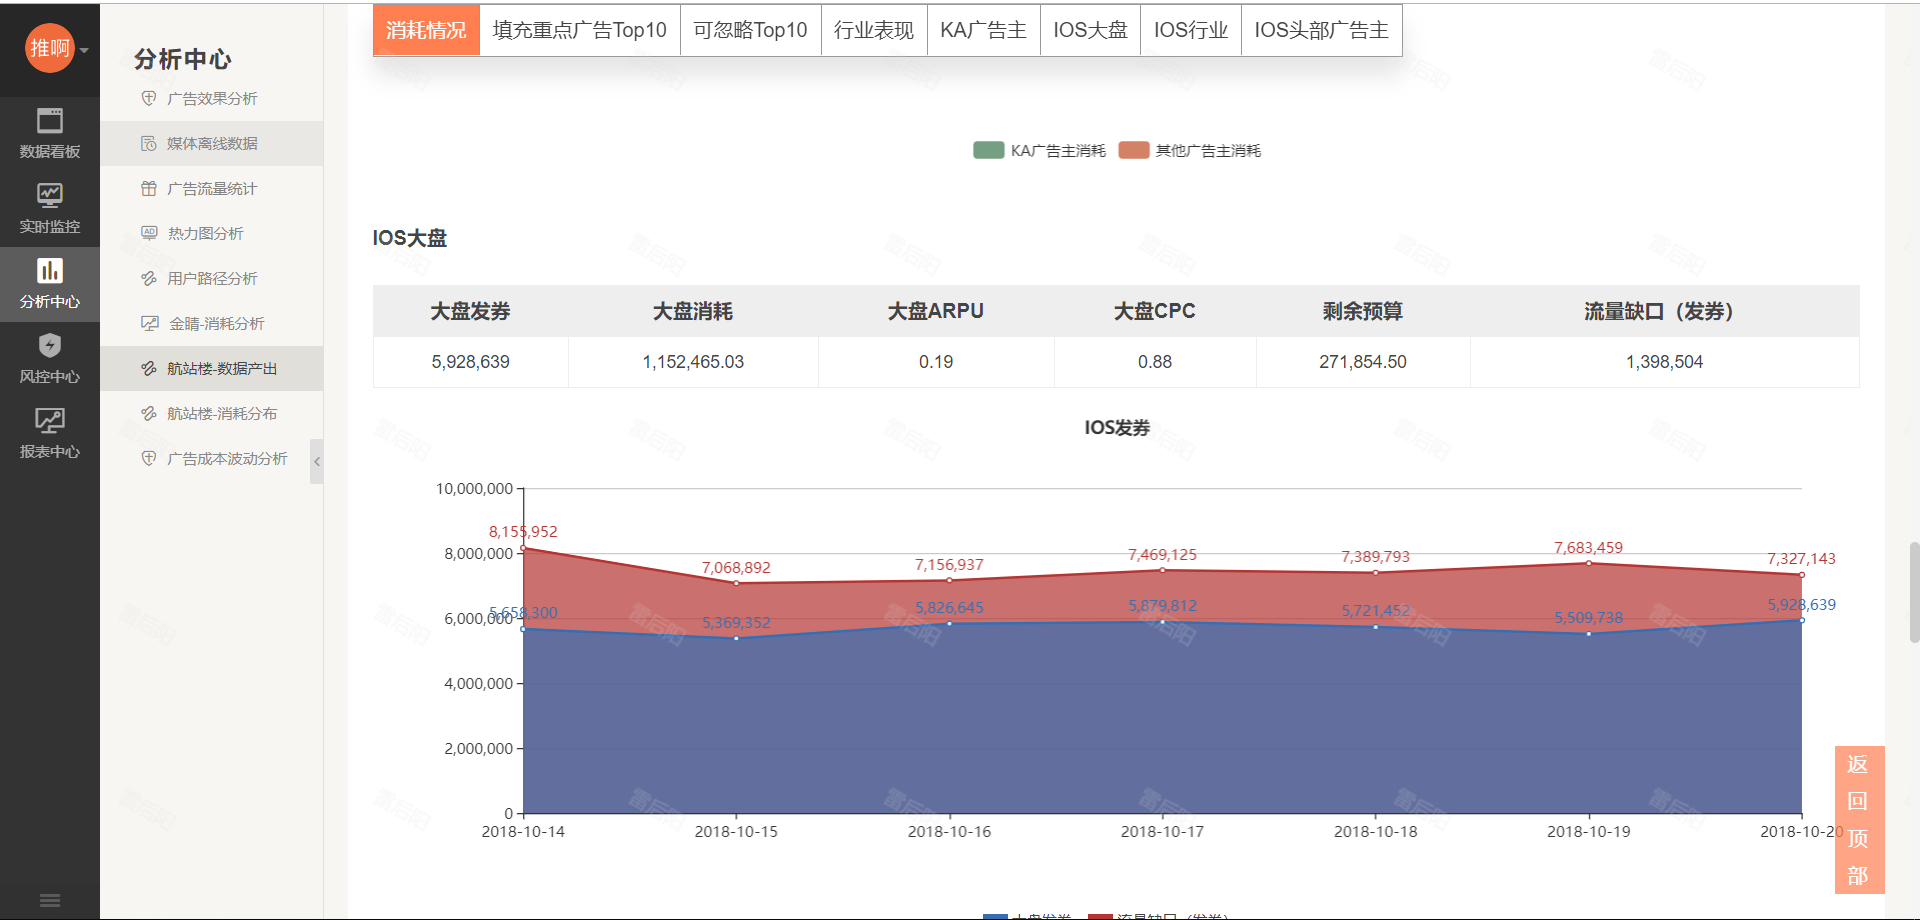 推啊
数据看板
实时监控
分析中心
风控中心
报表中心
分析中心
广告效果分析
媒体离线数据
广告流量统计
热力图分析
用户路径分析
金睛-消耗分析
航站楼-数据产出
航站楼-消耗分布
广告成本波动分析
消耗情况 填充重点广告Top10 可忽略Top10 行业表现 KA广告主 IOS大盘 IOS行业 IOS头部广告主
KA广告主消耗 其他广告主消耗
IOS大盘
大盘发券 大盘消耗 大盘ARPU 大盘CPC 剩余预算 流量缺口（发券）
5,928,639 1,152,465.03 0.19 0.88 271,854.50 1,398,504
IOS发券
10,000,000
8,000,000
6,000,000
4,000,000
2,000,000
0
8,155,952 7,068,892 7,156,937 7,469,125 7,389,793 7,683,459 7,327,143
5,658,300 5,369,352 5,826,645 5,879,812 5,721,452 5,509,738 5,928,639
2018-10-14 2018-10-15 2018-10-16 2018-10-17 2018-10-18 2018-10-19 2018-10-20
大盘发券 流量缺口（发券）
返
回
顶
部
雷后阳